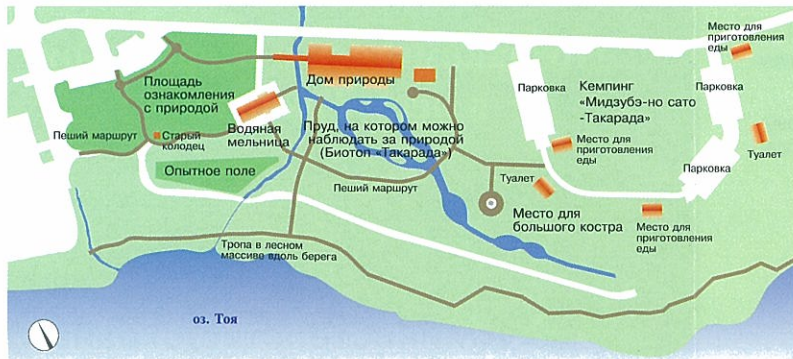 Место для
приготовления
еды
Площадь
ознакомления
с природой
Дом природы
Парковка
Кемпинг
«Мидзубэ-но сато
-Такарада»
Парковка
Пеший маршрут
Старый
колодец
Водяная
мельница
Пруд, на котором можно
наблюдать за природой
(Биотоп «Такарада»)
Место для
приготовления
еды
Туалет
Парковка
Опытное поле
Пеший маршрут
Туалет
Место для
большого костра
Место для
приготовления
еды
Тропа в лесном
массиве вдоль берега
оз. Тоя